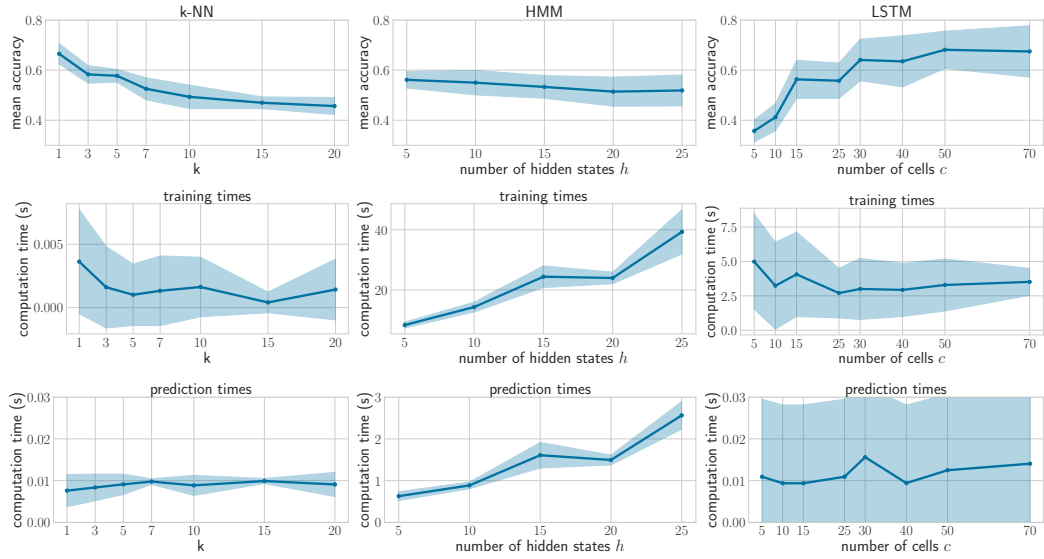 k-NN
mean accuracy
0.8
0.6
0.4
1 3 5 7 10 15 20
k
HMM
mean accuracy
0.8
0.6
0.4
5 10 15 20 25
number of hidden states h
LSTM
mean accuracy
0.8
0.6
0.4
5 10 15 25 30 40 50 70
number of cells c
training times
computation time (s)
0.005
0.000
1 3 5 7 10 15 20
k
training times
computation time (s)
40
20
5 10 15 20 25
number of hidden states h
training times
computation time (s)
7.5
5.0
2.5
0.0
5 10 15 25 30 40 50 70
number of cells c
prediction times
computation time (s)
0.03
0.02
0.01
0.00
1 3 5 7 10 15 20
k
prediction times
computation time (s)
3
2
1
0
5 10 15 20 25
number of hidden states h
prediction times
computation time (s)
0.03
0.02
0.01
0.00
5 10 15 25 30 40 50 70
number of cells c